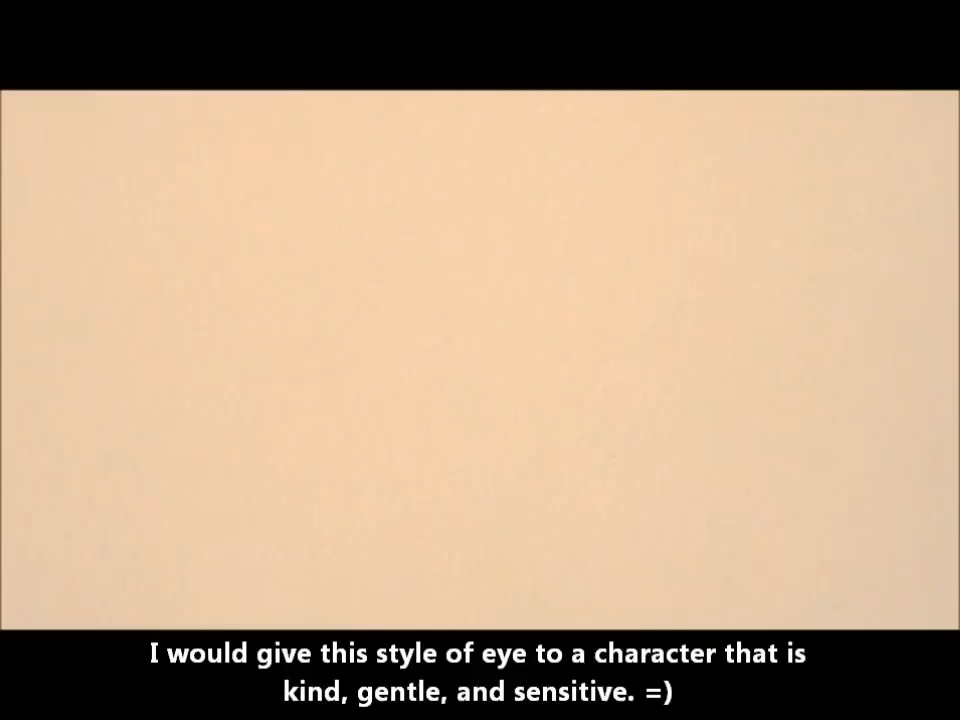 I would give this style of eye to a character that is
kind, gentle, and sensitive. =)